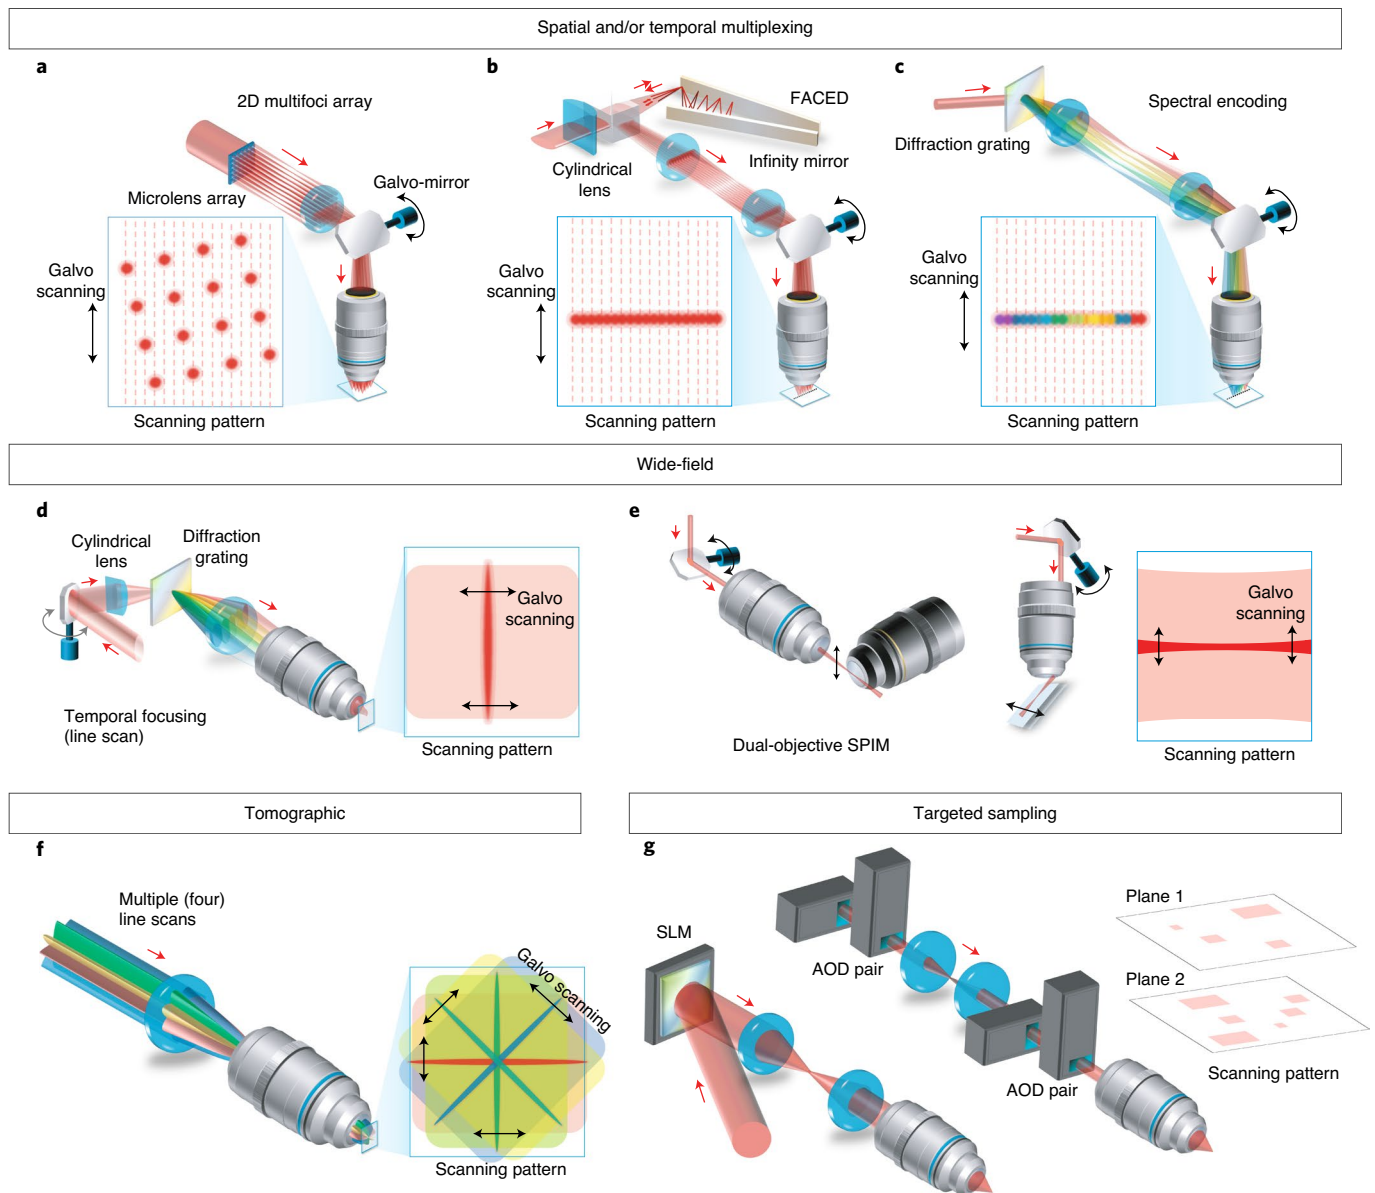 Spatial and/or temporal multiplexing
a
2D multifoci array
Microlens array
Galvo-mirror
Galvo
scanning
Scanning pattern
b
FACED
Infinity mirror
Cylindrical
lens
Galvo
scanning
Scanning pattern
c
Spectral encoding
Diffraction grating
Galvo
scanning
Scanning pattern
Wide-field
d
Cylindrical
lens
Diffraction
grating
Temporal focusing
(line scan)
Galvo
scanning
Scanning pattern
e
Dual-objective SPIM
Galvo
scanning
Scanning pattern
Tomographic
f
Multiple (four)
line scans
Galvo scanning
Scanning pattern
Targeted sampling
g
SLM
AOD pair
AOD pair
Plane 1
Plane 2
Scanning pattern